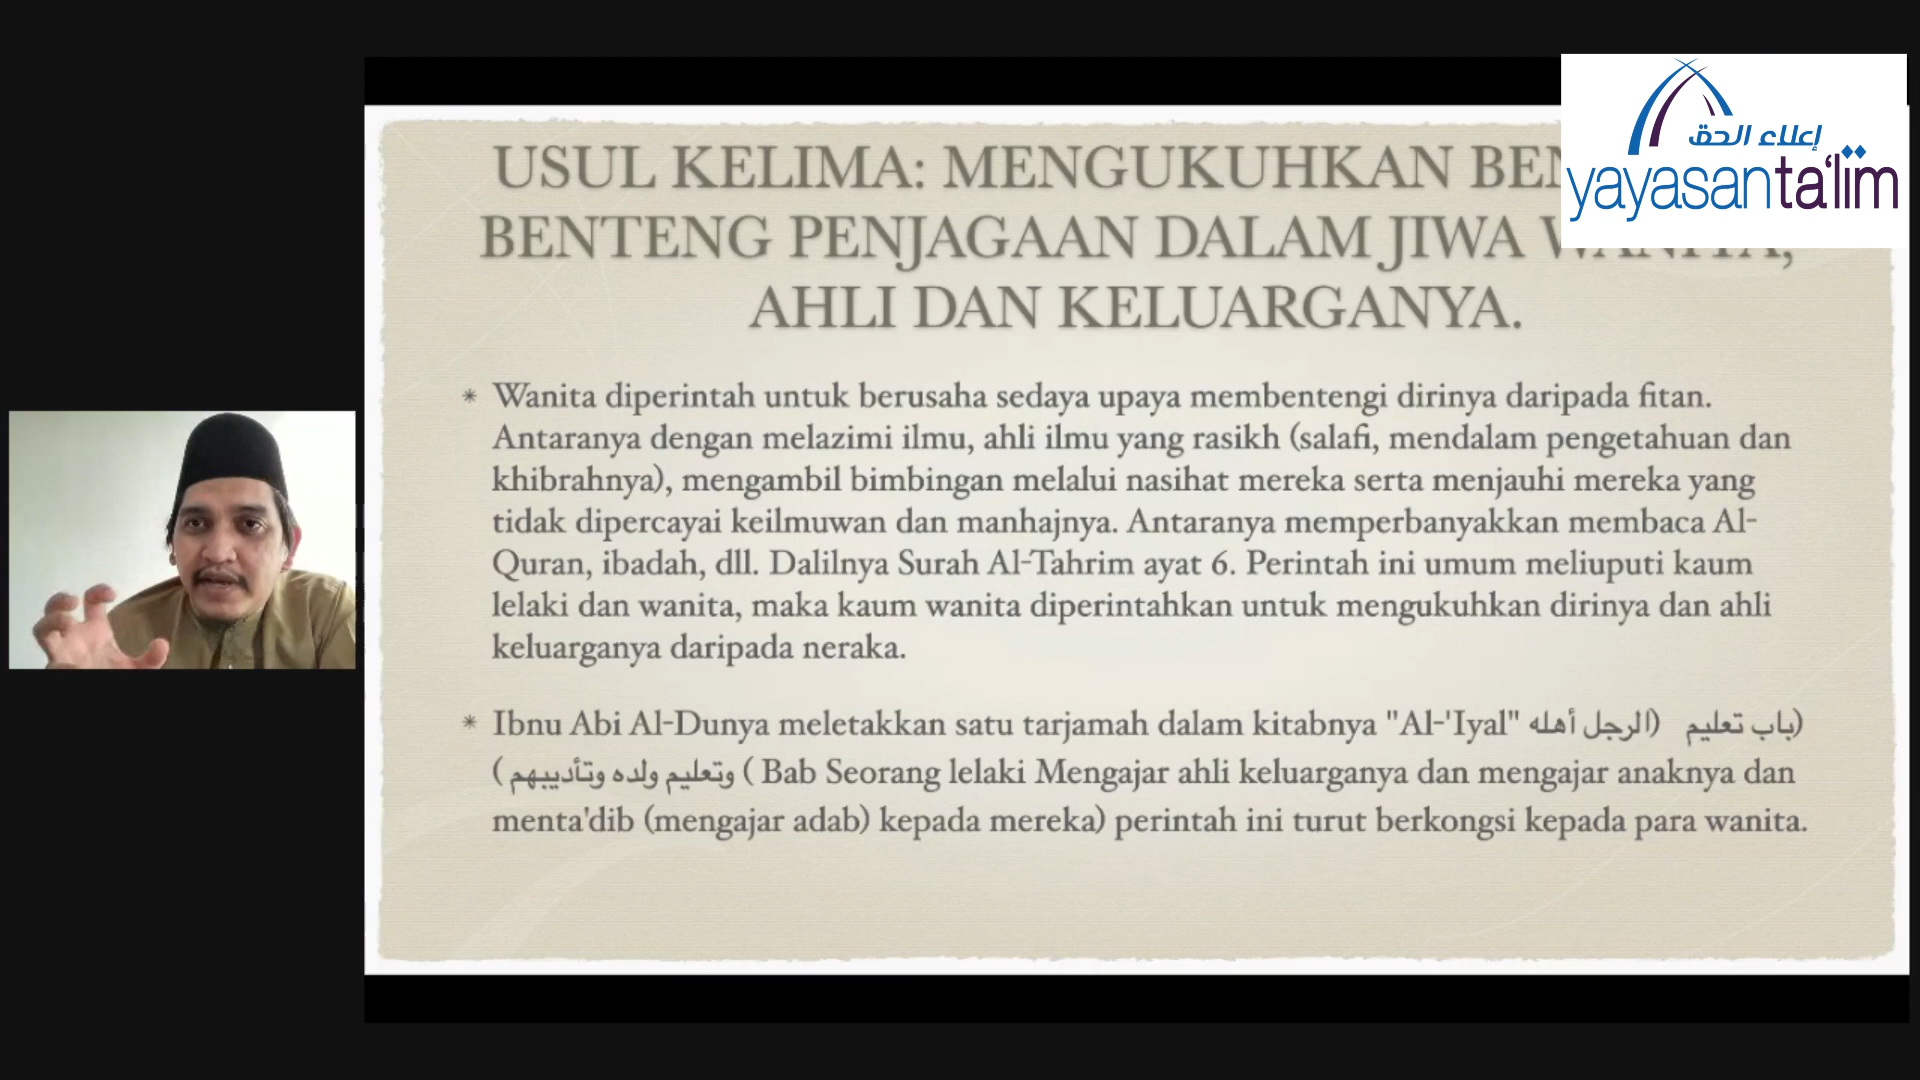 إعلاء الحق
yayasanta'lim
USUL KELIMA: MENGUKUHKAN
BENTENG PENJAGAAN DALAM JIWA WANITA,
AHLI DAN KELUARGANYA.
* Wanita diperintah untuk berusaha sedaya upaya membentengi dirinya daripada fitan.
Antaranya dengan melazimi ilmu, ahli ilmu yang rasikh (salafi, mendalam pengetahuan dan
khibrahnya), mengambil bimbingan melalui nasihat mereka serta menjauhi mereka yang
tidak dipercayai keilmuwan dan manhajnya. Antaranya memperbanyakkan membaca Al-
Quran, ibadah, dll. Dalilnya Surah Al-Tahrim ayat 6. Perintah ini umum meliuputi kaum
lelaki dan wanita, maka kaum wanita diperintahkan untuk mengukuhkan dirinya dan ahli
keluarganya daripada neraka.
* Ibnu Abi Al-Dunya meletakkan satu tarjamah dalam kitabnya "Al-'Iyal" (باب تعليم (الرجل أهله
وتعليم ولده وتأديبهم ) ( Bab Seorang lelaki Mengajar ahli keluarganya dan mengajar anaknya dan
menta'dib (mengajar adab) kepada mereka) perintah ini turut berkongsi kepada para wanita.